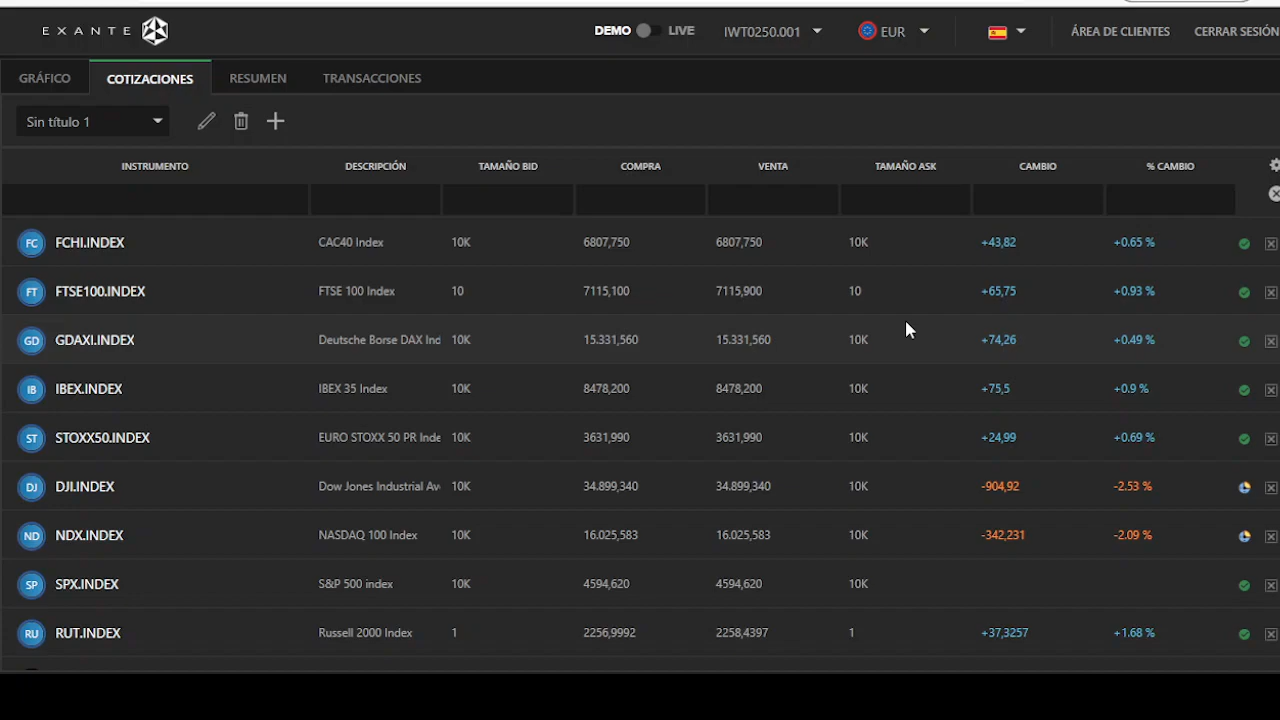 EXANTE DEMO LIVE IWT0250.001 EUR ÁREA DE CLIENTES CERRAR SESIÓN
GRÁFICO COTIZACIONES RESUMEN TRANSACCIONES
Sin título 1
INSTRUMENTO DESCRIPCIÓN TAMAÑO BID COMPRA VENTA TAMAÑO ASK CAMBIO % CAMBIO
FC FCHI.INDEX CAC40 Index 10K 6807,750 6807,750 10K +43,82 +0.65 %
FT FTSE100.INDEX FTSE 100 Index 10 7115,100 7115,900 10 +65,75 +0.93 %
GD GDAXI.INDEX Deutsche Borse DAX Ind 10K 15.331,560 15.331,560 10K +74,26 +0.49 %
IB IBEX.INDEX IBEX 35 Index 10K 8478,200 8478,200 10K +75,5 +0.9 %
ST STOXX50.INDEX EURO STOXX 50 PR Inde 10K 3631,990 3631,990 10K +24,99 +0.69 %
DJ DJI.INDEX Dow Jones Industrial Av 10K 34.899,340 34.899,340 10K -904,92 -2.53 %
ND NDX.INDEX NASDAQ 100 Index 10K 16.025,583 16.025,583 10K -342,231 -2.09 %
SP SPX.INDEX S&P 500 index 10K 4594,620 4594,620 10K
RU RUT.INDEX Russell 2000 Index 1 2256,9992 2258,4397 1 +37,3257 +1.68 %